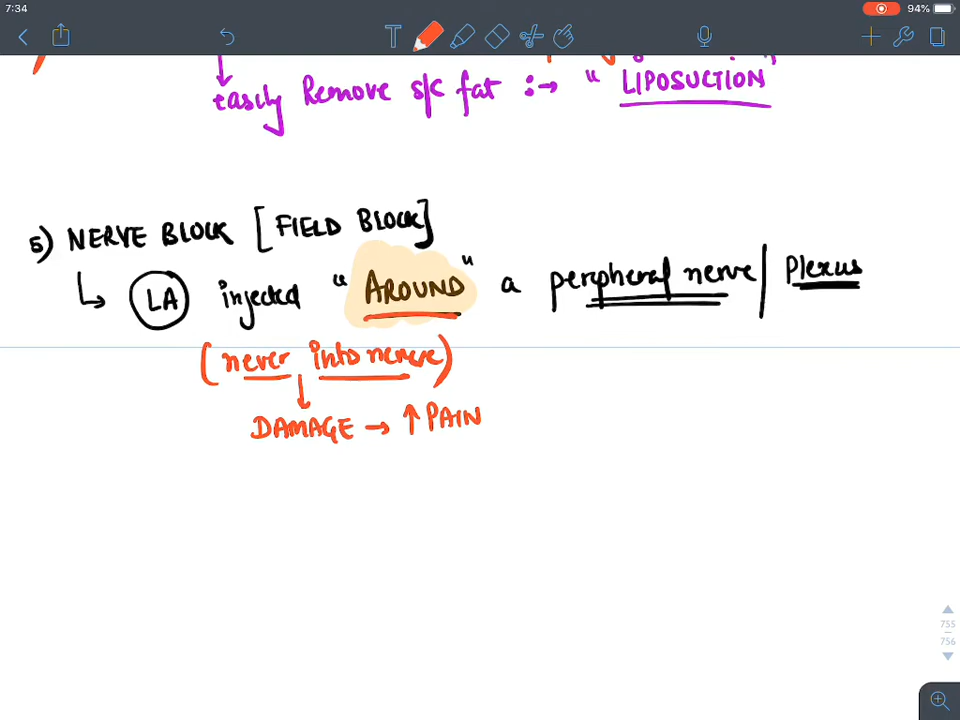 7:34
94%
T
easily Remove s/c fat :→ " LIPOSUCTION
5) NERVE BLOCK [FIELD BLOCK]
↳ LA injected " AROUND " a peripheral nerve/ Plexus
(never into nereve)
↓
DAMAGE → ↑ PAIN
755
756